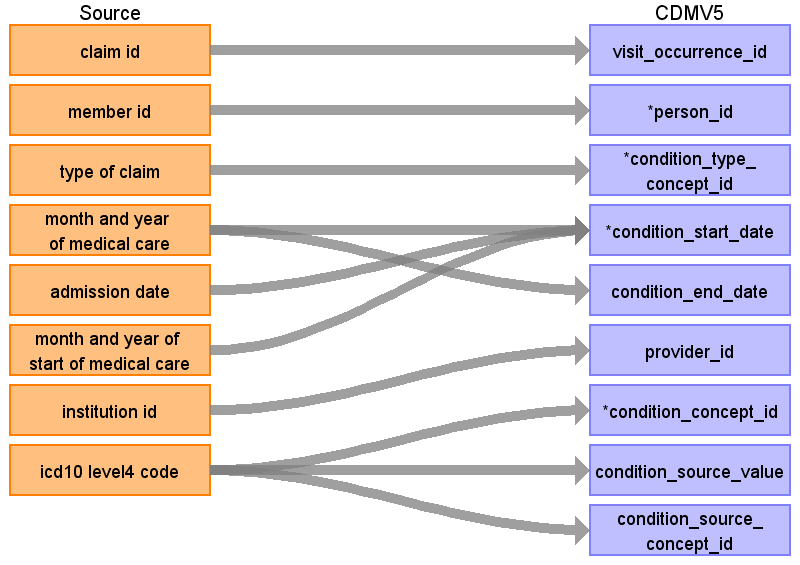 Source
CDMV5
claim id
visit_occurrence_id
member id
*person_id
type of claim
*condition_type_
concept_id
month and year
of medical care
*condition_start_date
admission date
condition_end_date
month and year of
start of medical care
provider_id
institution id
*condition_concept_id
icd10 level4 code
condition_source_value
condition_source_
concept_id